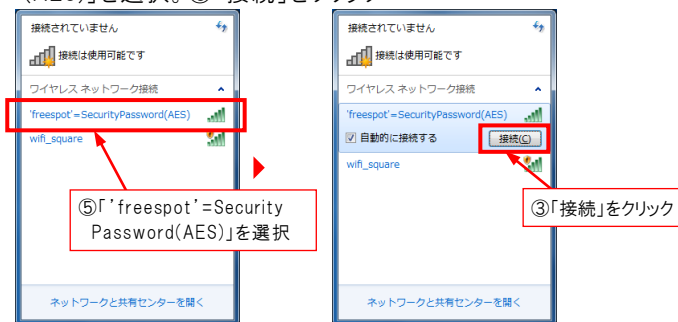 接続されていません
接続は使用可能です
ワイヤレス ネットワーク接続
'freespot'=SecurityPassword(AES)
wifi_square
⑤「'freespot'=Security
Password(AES)」を選択
ネットワークと共有センターを開く
接続されていません
接続は使用可能です
ワイヤレス ネットワーク接続
'freespot'=SecurityPassword(AES)
自動的に接続する
接続(C)
wifi_square
③「接続」をクリック
ネットワークと共有センターを開く